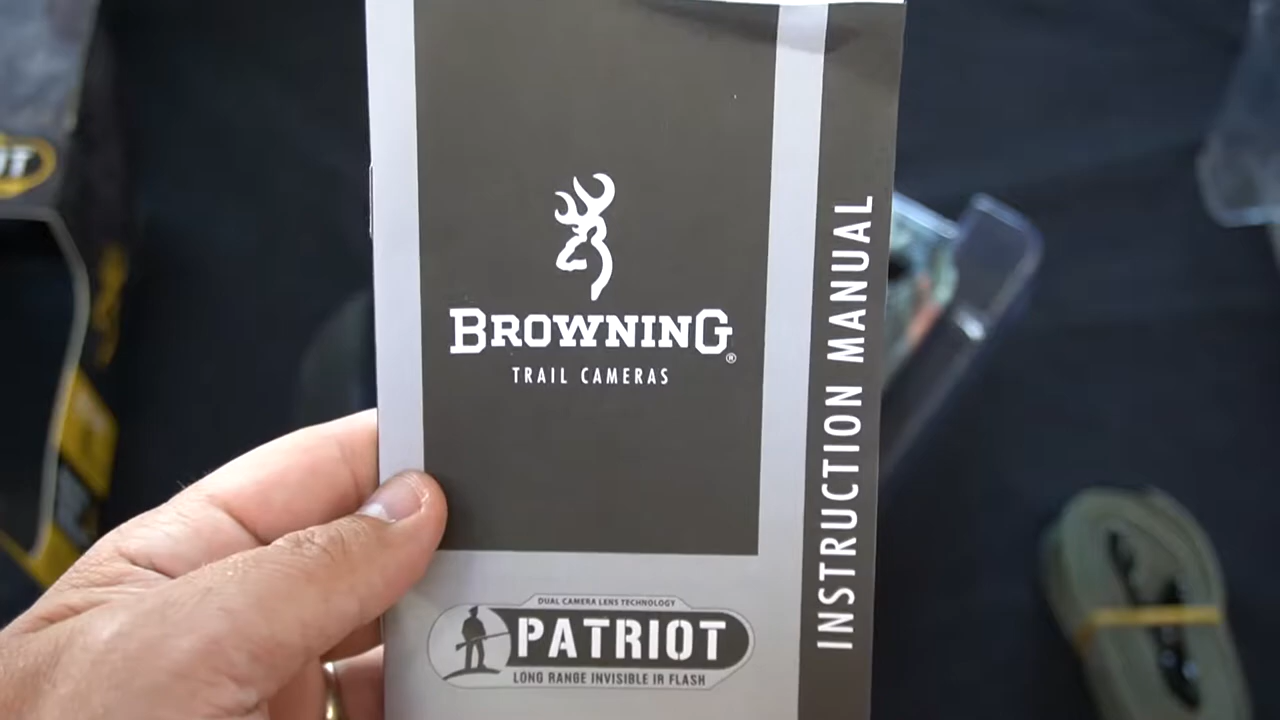 BROWNING®
TRAIL CAMERAS
INSTRUCTION MANUAL
DUAL CAMERA LENS TECHNOLOGY
PATRIOT
LONG RANGE INVISIBLE IR FLASH